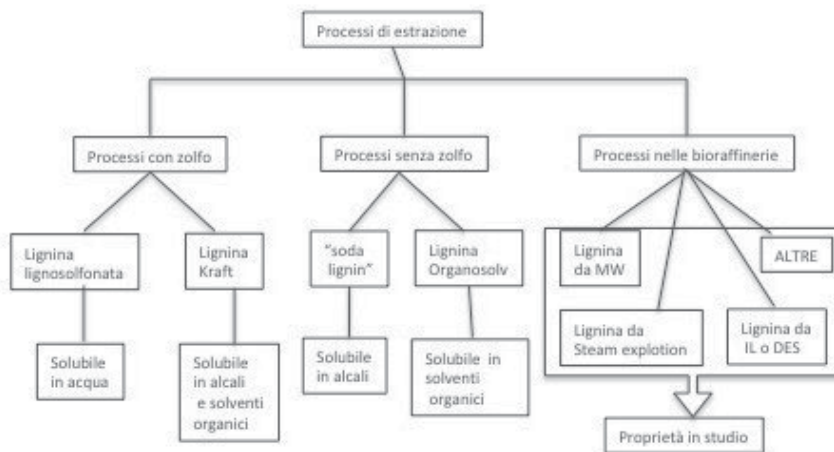 Processi di estrazione
Processi con zolfo
Processi senza zolfo
Processi nelle bioraffinerie
Lignina
lignosolfonata
Lignina
Kraft
"soda
lignin"
Lignina
Organosolv
Lignina
da MW
ALTRE
Lignina da
Steam explotion
Lignina da
IL o DES
Solubile
in acqua
Solubile
in alcali
e solventi
organici
Solubile
in alcali
Solubile in
solventi
organici
Proprietà in studio